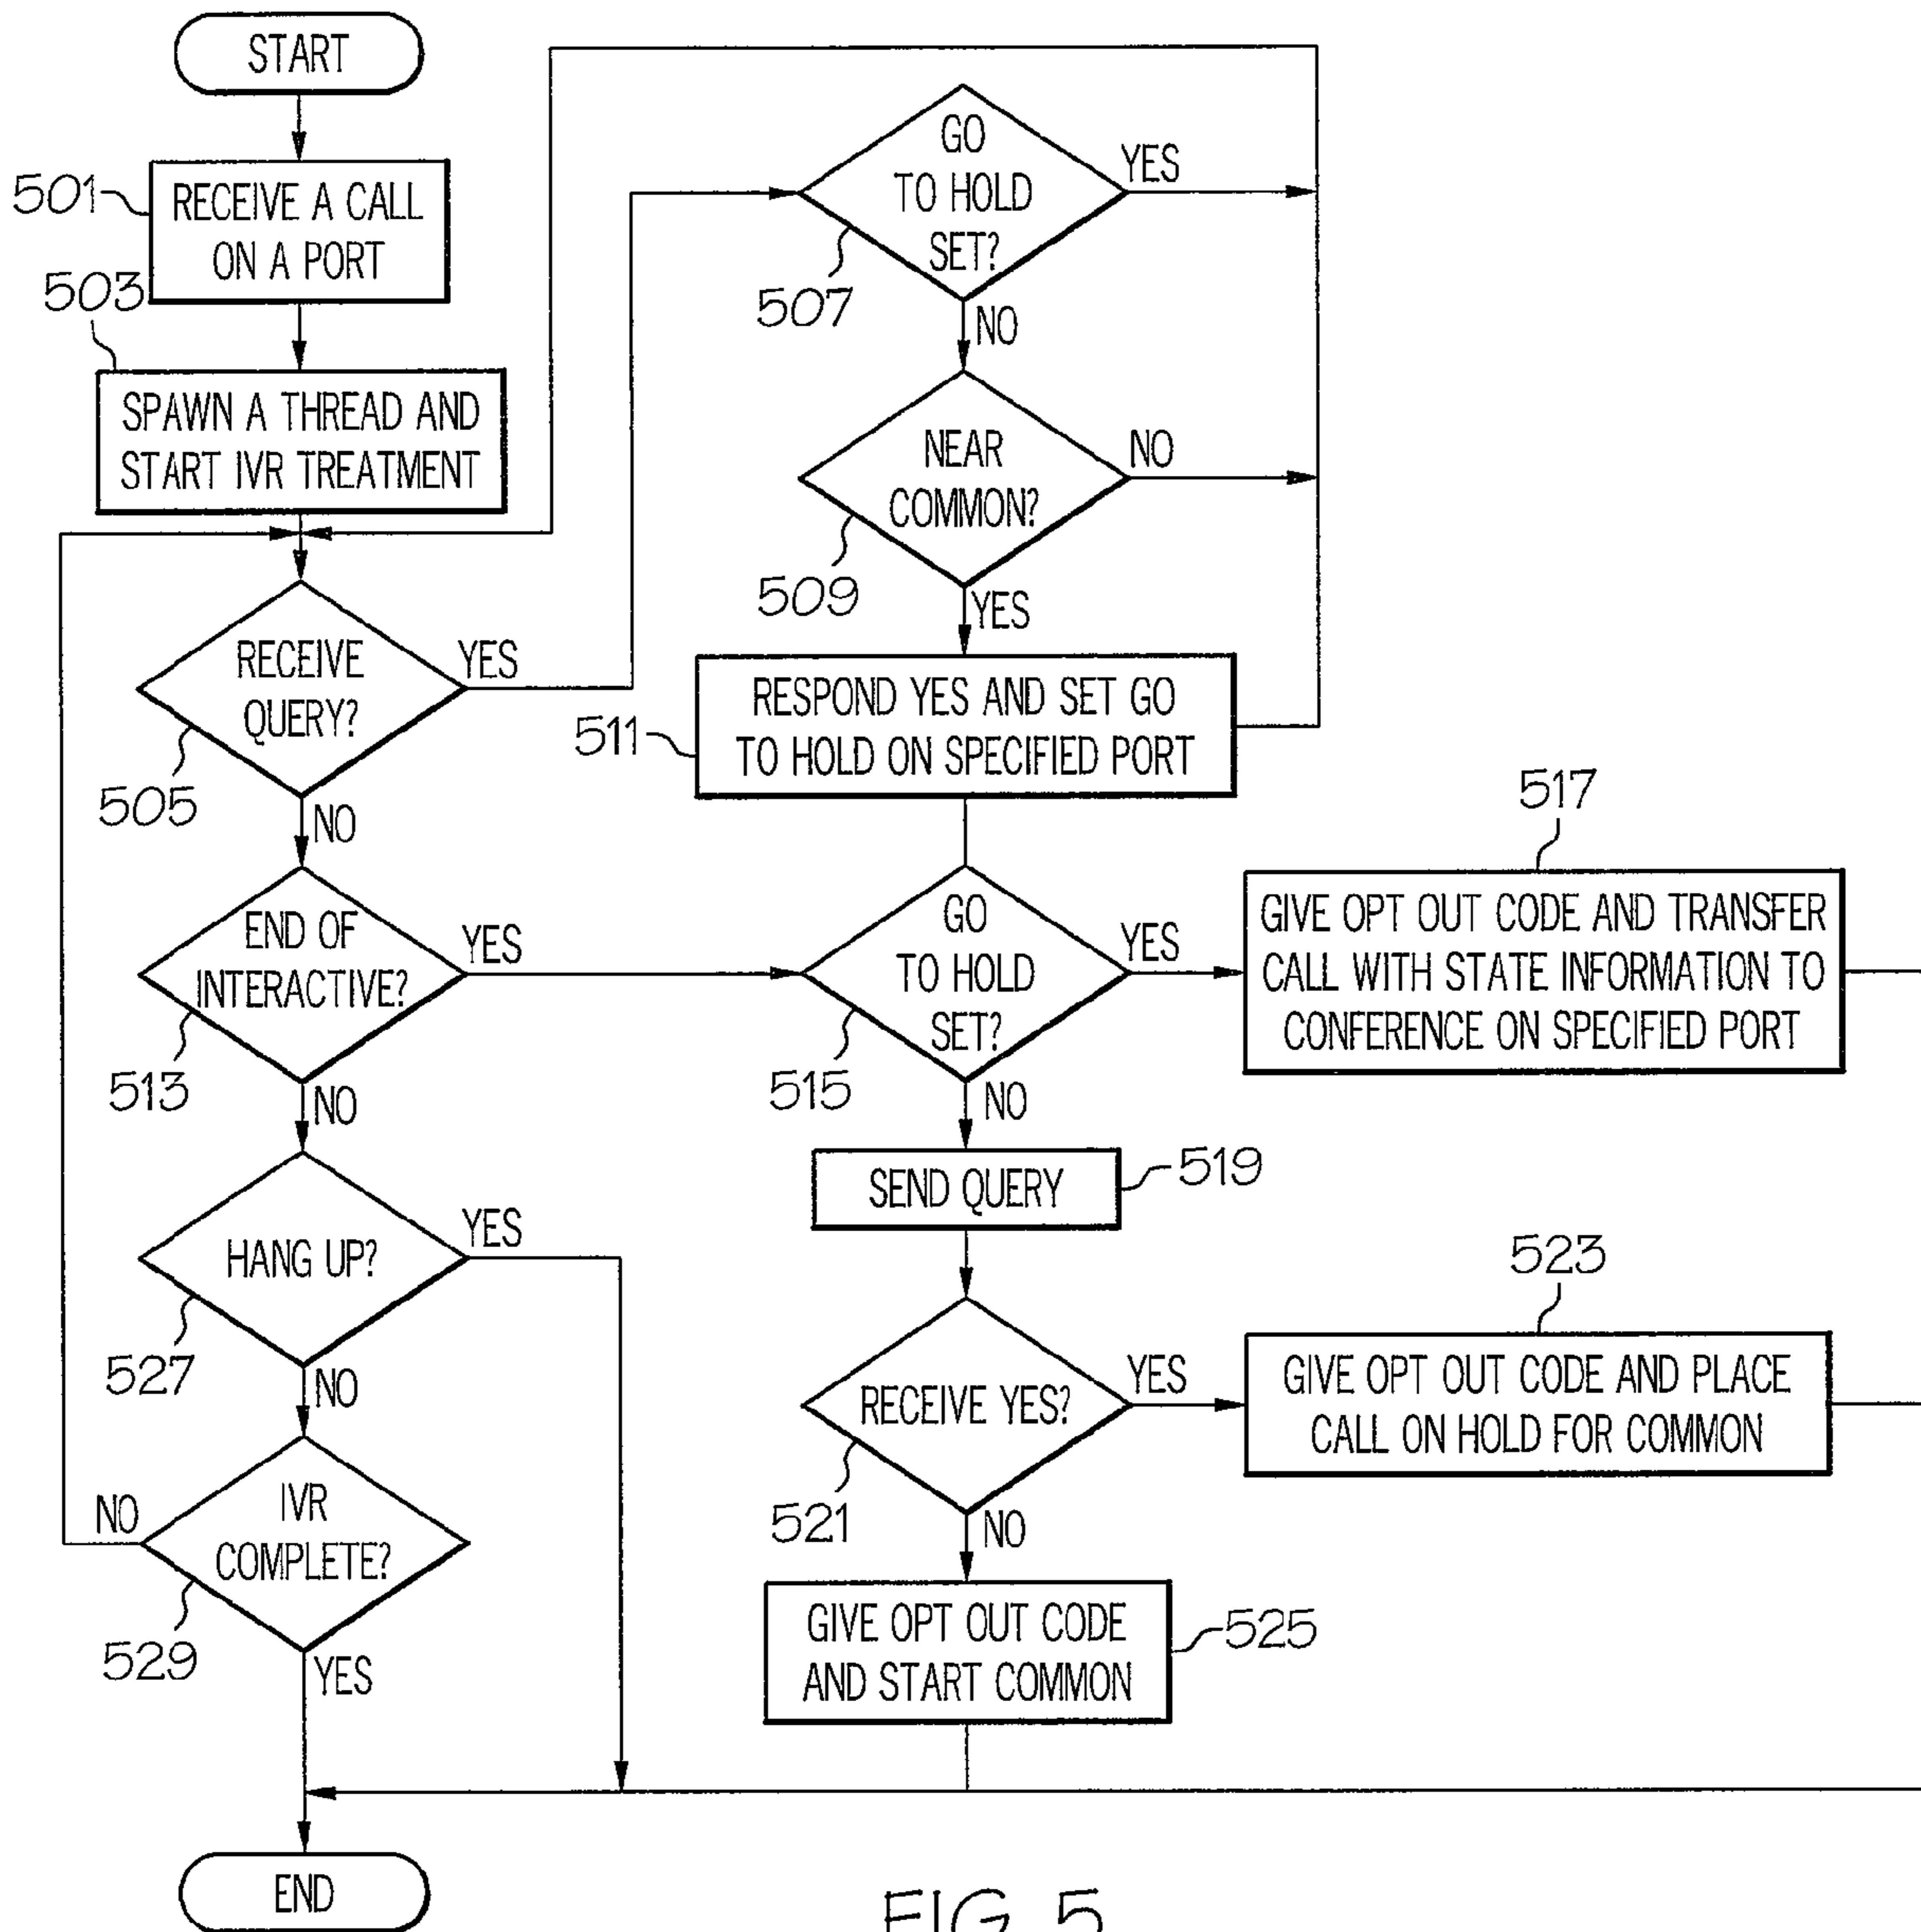 START
501
RECEIVE A CALL
ON A PORT
503
SPAWN A THREAD AND
START IVR TREATMENT
RECEIVE
QUERY?
YES
505
NO
GO
TO HOLD
SET?
YES
507
NO
NEAR
COMMON?
NO
509
YES
511
RESPOND YES AND SET GO
TO HOLD ON SPECIFIED PORT
END OF
INTERACTIVE?
YES
513
NO
GO
TO HOLD
SET?
YES
515
NO
517
GIVE OPT OUT CODE AND TRANSFER
CALL WITH STATE INFORMATION TO
CONFERENCE ON SPECIFIED PORT
SEND QUERY
519
HANG UP?
YES
527
NO
RECEIVE YES?
YES
521
NO
523
GIVE OPT OUT CODE AND PLACE
CALL ON HOLD FOR COMMON
NO
IVR
COMPLETE?
529
YES
GIVE OPT OUT CODE
AND START COMMON
525
END
FIG. 5